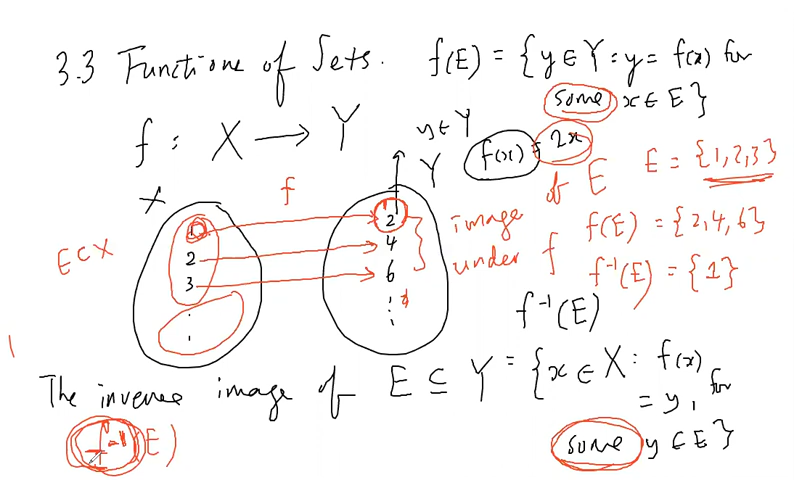 3.3 Functions of Sets.
f(E) = {y ∈ Y : y = f(x) for
some x ∈ E}
f : X → Y
y ∈ Y
f(x) = 2x
of E
E = {1,2,3}
X
f
Y
E ⊂ X
1
2
3
⋮
2
4
6
⋮
image
under f
f(E) = {2,4,6}
f⁻¹(E) = {1}
f⁻¹(E)
The inverse image of E ⊆ Y = {x ∈ X : f(x)
= y, for
some y ∈ E}
f⁻¹(E)